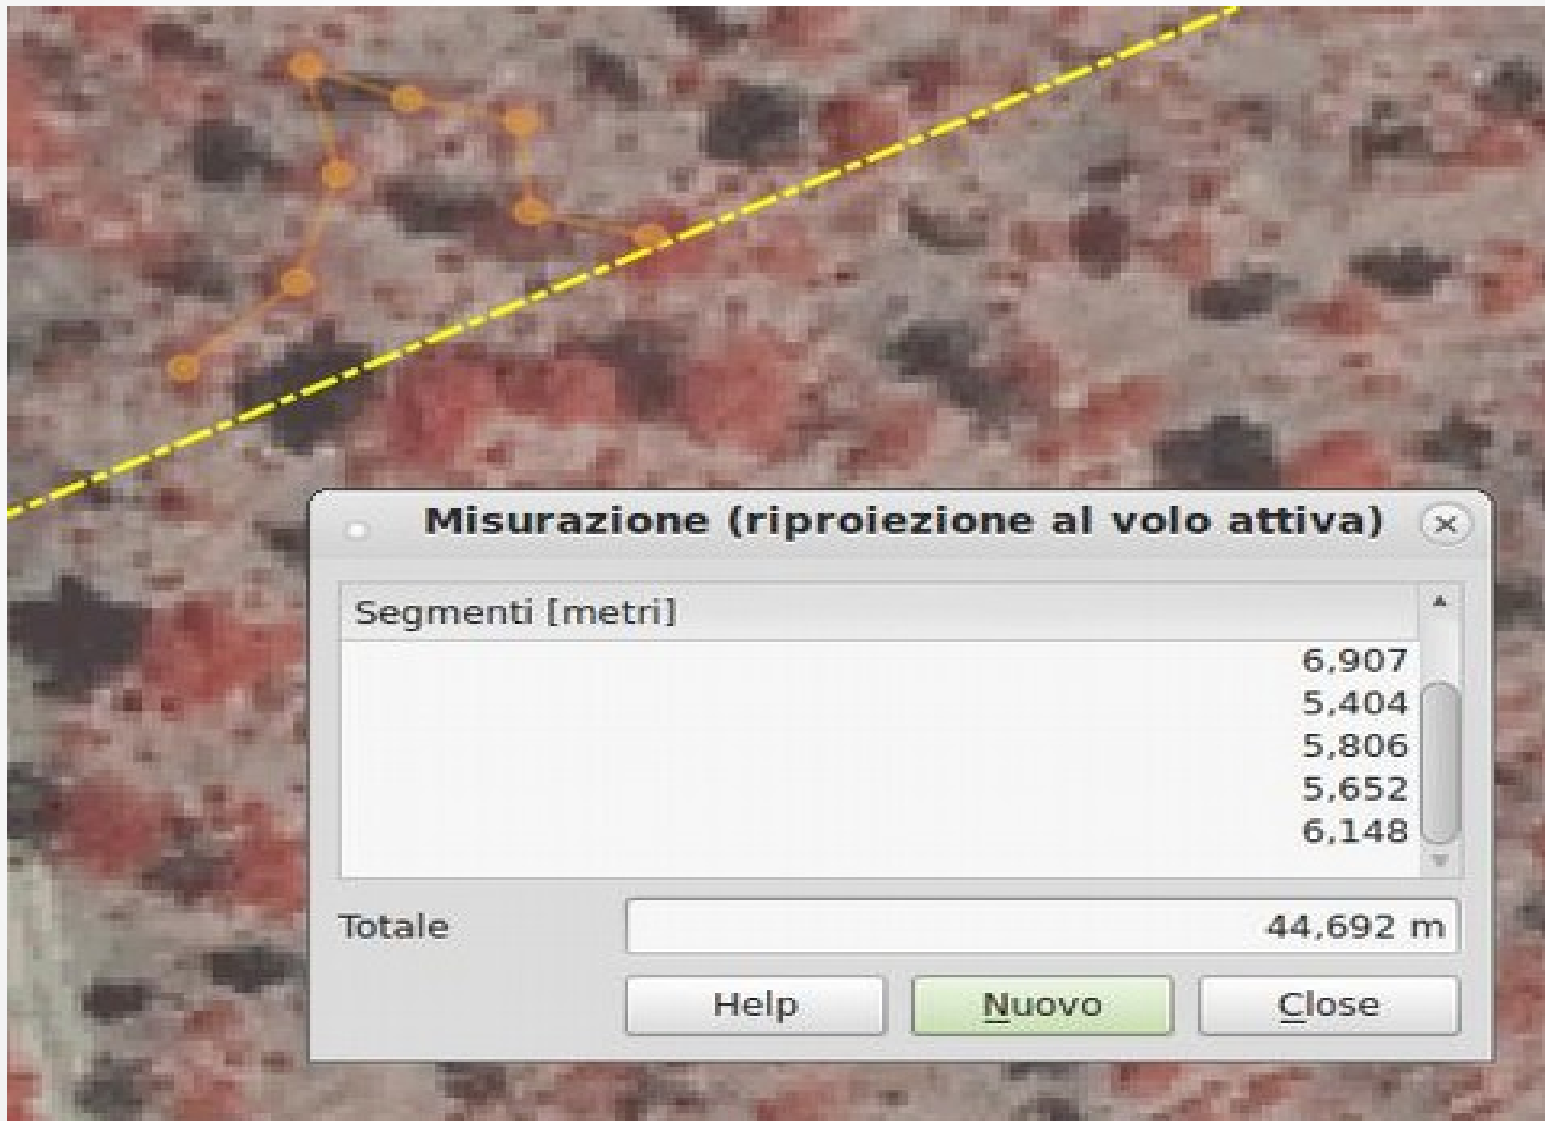 Misurazione (riproiezione al volo attiva)
Segmenti [metri]
6,907
5,404
5,806
5,652
6,148
Totale
44,692 m
Help
Nuovo
Close